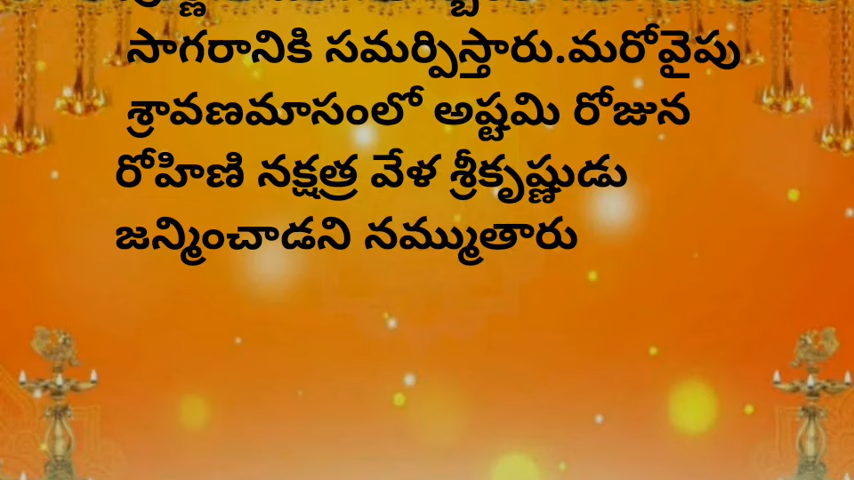 సాగరానికి సమర్పిస్తారు.మరోవైపు
శ్రావణమాసంలో అష్టమి రోజున
రోహిణి నక్షత్ర వేళ శ్రీకృష్ణుడు
జన్మించాడని నమ్ముతారు